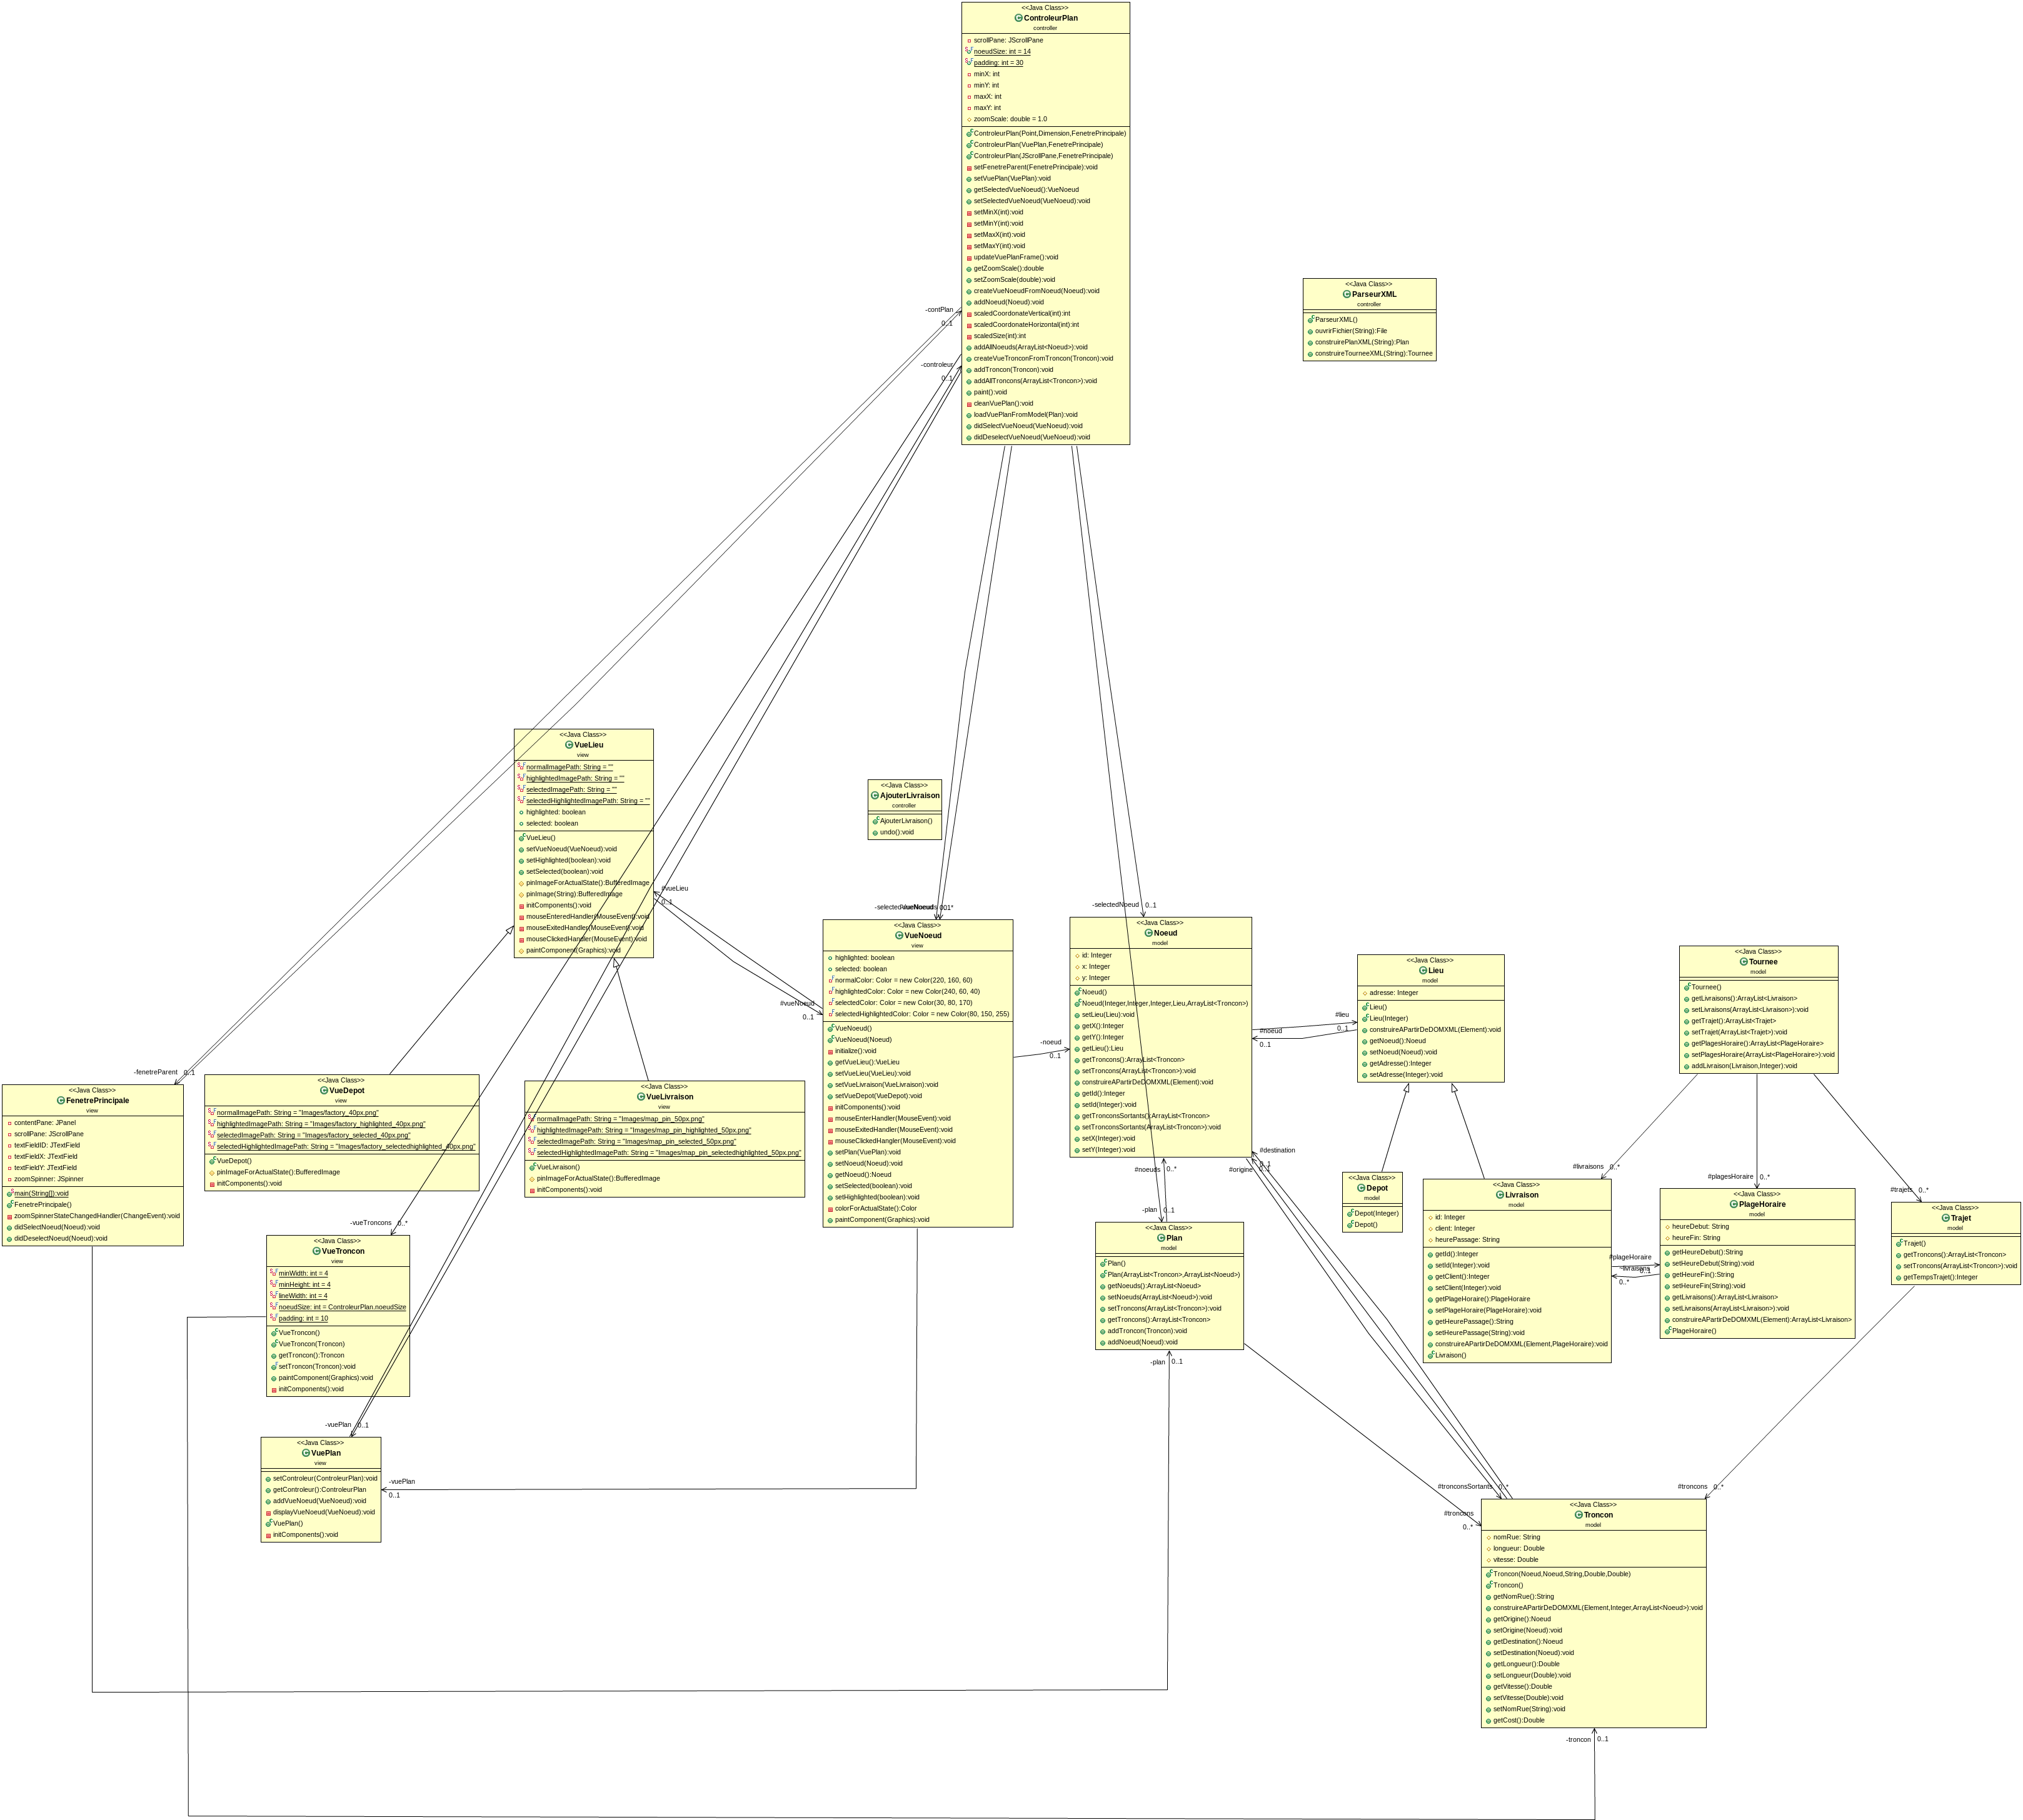 <<Java Class>>
ControleurPlan
controller
scrollPane: JScrollPane
noeudSize: int = 14
padding: int = 30
minX: int
minY: int
maxX: int
maxY: int
zoomScale: double = 1.0
ControleurPlan(Point,Dimension,FenetrePrincipale)
ControleurPlan(VuePlan,FenetrePrincipale)
ControleurPlan(JScrollPane,FenetrePrincipale)
setFenetreParent(FenetrePrincipale):void
setVuePlan(VuePlan):void
getSelectedVueNoeud():VueNoeud
setSelectedVueNoeud(VueNoeud):void
setMinX(int):void
setMinY(int):void
setMaxX(int):void
setMaxY(int):void
updateVuePlanFrame():void
getZoomScale():double
setZoomScale(double):void
createVueNoeudFromNoeud(Noeud):void
addNoeud(Noeud):void
scaledCoordonateVertical(int):int
scaledCoordonateHorizontal(int):int
scaledSize(int):int
addAllNoeuds(ArrayList<Noeud>):void
createVueTronconFromTroncon(Troncon):void
addTroncon(Troncon):void
addAllTroncons(ArrayList<Troncon>):void
paint():void
cleanVuePlan():void
loadVuePlanFromModel(Plan):void
didSelectVueNoeud(VueNoeud):void
didDeselectVueNoeud(VueNoeud):void
-contPlan
0..1
-controleur
0..1
<<Java Class>>
ParseurXML
controller
ParseurXML()
ouvrirFichier(String):File
construirePlanXML(String):Plan
construireTourneeXML(String):Tournee
<<Java Class>>
VueLieu
view
normalImagePath: String = ""
highlightedImagePath: String = ""
selectedImagePath: String = ""
selectedHighlightedImagePath: String = ""
highlighted: boolean
selected: boolean
VueLieu()
setVueNoeud(VueNoeud):void
setHighlighted(boolean):void
setSelected(boolean):void
pinImageForActualState():BufferedImage
pinImage(String):BufferedImage
initComponents():void
mouseEnteredHandler(MouseEvent):void
mouseExitedHandler(MouseEvent):void
mouseClickedHandler(MouseEvent):void
paintComponent(Graphics):void
#vueLieu
0..1
<<Java Class>>
AjouterLivraison
controller
AjouterLivraison()
undo():void
-selectedVueNoeud
<<Java Class>>
VueNoeud
view
highlighted: boolean
selected: boolean
normalColor: Color = new Color(220, 160, 60)
highlightedColor: Color = new Color(240, 60, 40)
selectedColor: Color = new Color(30, 80, 170)
selectedHighlightedColor: Color = new Color(80, 150, 255)
VueNoeud()
VueNoeud(Noeud)
initialize():void
getVueLieu():VueLieu
setVueLieu(VueLieu):void
setVueLivraison(VueLivraison):void
setVueDepot(VueDepot):void
initComponents():void
mouseEnterHandler(MouseEvent):void
mouseExitedHandler(MouseEvent):void
mouseClickedHangler(MouseEvent):void
setPlan(VuePlan):void
setNoeud(Noeud):void
getNoeud():Noeud
setSelected(boolean):void
setHighlighted(boolean):void
colorForActualState():Color
paintComponent(Graphics):void
#vueNoeud
0..1
-noeud
0..1
-selectedNoeud 0..1
<<Java Class>>
Noeud
model
id: Integer
x: Integer
y: Integer
Noeud()
Noeud(Integer,Integer,Integer,Lieu,ArrayList<Troncon>)
setLieu(Lieu):void
getX():Integer
getY():Integer
getLieu():Lieu
getTroncons():ArrayList<Troncon>
setTroncons(ArrayList<Troncon>):void
construireAPartirDeDOMXML(Element):void
getId():Integer
setId(Integer):void
getTronconsSortants():ArrayList<Troncon>
setTronconsSortants(ArrayList<Troncon>):void
setX(Integer):void
setY(Integer):void
#lieu
0..1
#noeud
0..1
<<Java Class>>
Lieu
model
adresse: Integer
Lieu()
Lieu(Integer)
construireAPartirDeDOMXML(Element):void
getNoeud():Noeud
setNoeud(Noeud):void
getAdresse():Integer
setAdresse(Integer):void
<<Java Class>>
Tournee
model
Tournee()
getLivraisons():ArrayList<Livraison>
setLivraisons(ArrayList<Livraison>):void
getTrajet():ArrayList<Trajet>
setTrajet(ArrayList<Trajet>):void
getPlagesHoraire():ArrayList<PlageHoraire>
setPlagesHoraire(ArrayList<PlageHoraire>):void
addLivraison(Livraison,Integer):void
-fenetreParent 0..1
<<Java Class>>
FenetrePrincipale
view
contentPane: JPanel
scrollPane: JScrollPane
textFieldID: JTextField
textFieldX: JTextField
textFieldY: JTextField
zoomSpinner: JSpinner
main(String[]):void
FenetrePrincipale()
zoomSpinnerStateChangedHandler(ChangeEvent):void
didSelectNoeud(Noeud):void
didDeselectNoeud(Noeud):void
<<Java Class>>
VueDepot
view
normalImagePath: String = "Images/factory_40px.png"
highlightedImagePath: String = "Images/factory_highlighted_40px.png"
selectedImagePath: String = "Images/factory_selected_40px.png"
selectedHighlightedImagePath: String = "Images/factory_selectedhighlighted_40px.png"
VueDepot()
pinImageForActualState():BufferedImage
initComponents():void
<<Java Class>>
VueLivraison
view
normalImagePath: String = "Images/map_pin_50px.png"
highlightedImagePath: String = "Images/map_pin_highlighted_50px.png"
selectedImagePath: String = "Images/map_pin_selected_50px.png"
selectedHighlightedImagePath: String = "Images/map_pin_selectedhighlighted_50px.png"
VueLivraison()
pinImageForActualState():BufferedImage
initComponents():void
-vueTroncons 0..*
<<Java Class>>
VueTroncon
view
minWidth: int = 4
minHeight: int = 4
lineWidth: int = 4
noeudSize: int = ControleurPlan.noeudSize
padding: int = 10
VueTroncon()
VueTroncon(Troncon)
getTroncon():Troncon
setTroncon(Troncon):void
paintComponent(Graphics):void
initComponents():void
-vuePlan 0..1
<<Java Class>>
VuePlan
view
setControleur(ControleurPlan):void
getControleur():ControleurPlan
addVueNoeud(VueNoeud):void
displayVueNoeud(VueNoeud):void
VuePlan()
initComponents():void
-vuePlan
0..1
#noeuds 0..*
#origine 0..1
#destination
0..1
-plan 0..1
<<Java Class>>
Plan
model
Plan()
Plan(ArrayList<Troncon>,ArrayList<Noeud>)
getNoeuds():ArrayList<Noeud>
setNoeuds(ArrayList<Noeud>):void
setTroncons(ArrayList<Troncon>):void
getTroncons():ArrayList<Troncon>
addTroncon(Troncon):void
addNoeud(Noeud):void
-plan 0..1
<<Java Class>>
Depot
model
Depot(Integer)
Depot()
#livraisons 0..*
<<Java Class>>
Livraison
model
id: Integer
client: Integer
heurePassage: String
getId():Integer
setId(Integer):void
getClient():Integer
setClient(Integer):void
getPlageHoraire():PlageHoraire
setPlageHoraire(PlageHoraire):void
getHeurePassage():String
setHeurePassage(String):void
construireAPartirDeDOMXML(Element,PlageHoraire):void
Livraison()
#plageHoraire
0..1
-livraisons
0..*
#plagesHoraire 0..*
<<Java Class>>
PlageHoraire
model
heureDebut: String
heureFin: String
getHeureDebut():String
setHeureDebut(String):void
getHeureFin():String
setHeureFin(String):void
getLivraisons():ArrayList<Livraison>
setLivraisons(ArrayList<Livraison>):void
construireAPartirDeDOMXML(Element):ArrayList<Livraison>
PlageHoraire()
#trajets 0..*
<<Java Class>>
Trajet
model
Trajet()
getTroncons():ArrayList<Troncon>
setTroncons(ArrayList<Troncon>):void
getTempsTrajet():Integer
#tronconsSortants 0..*
#troncons
0..*
#troncons 0..*
<<Java Class>>
Troncon
model
nomRue: String
longueur: Double
vitesse: Double
Troncon(Noeud,Noeud,String,Double,Double)
Troncon()
getNomRue():String
construireAPartirDeDOMXML(Element,Integer,ArrayList<Noeud>):void
getOrigine():Noeud
setOrigine(Noeud):void
getDestination():Noeud
setDestination(Noeud):void
getLongueur():Double
setLongueur(Double):void
getVitesse():Double
setVitesse(Double):void
setNomRue(String):void
getCost():Double
-troncon 0..1